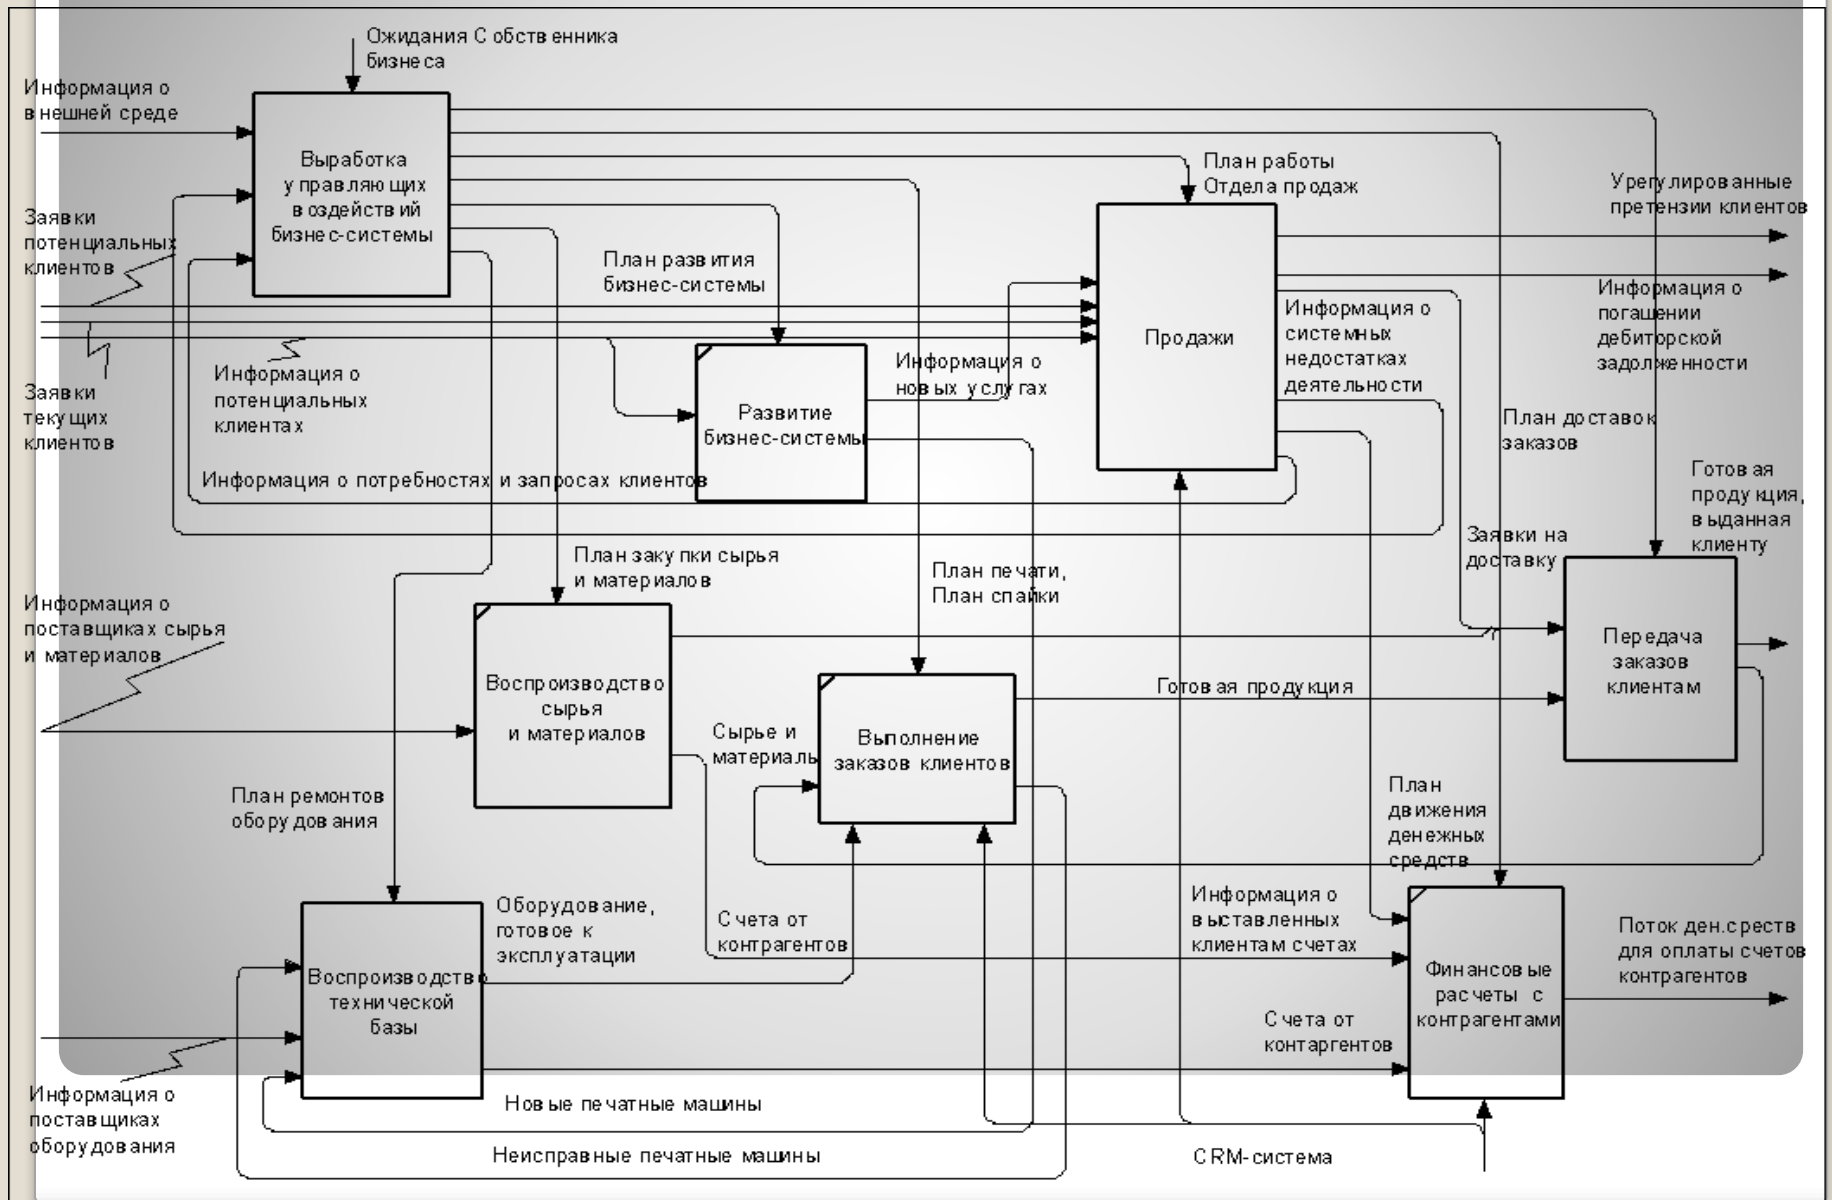 Ожидания Собственника
бизнеса
Информация о
внешней среде
Выработка
управляющих
воздействий
бизнес-системы
План работы
Отдела продаж
Урегулированные
претензии клиентов
Заявки
потенциальных
клиентов
План развития
бизнес-системы
Информация о
погашении
дебиторской
задолженности
Продажи
Информация о
системных
недостатках
деятельности
Информация о
новых услугах
Заявки
текущих
клиентов
Информация о
потенциальных
клиентах
Развитие
бизнес-системы
План доставок
заказов
Информация о потребностях и запросах клиентов
Готовая
продукция,
выданная
клиенту
Заявки на
доставку
План закупки сырья
и материалов
План печати,
План спайки
Информация о
поставщиках сырья
и материалов
Передача
заказов
клиентам
Воспроизводство
сырья
и материалов
Готовая продукция
Сырье и
материаль
Выполнение
заказов клиентов
План ремонтов
оборудования
План
движения
денежных
средств
Оборудование,
готовое к
эксплуатации
Счета от
контрагентов
Информация о
выставленных
клиентам счетах
Поток ден.среств
для оплаты счетов
контрагентов
Воспроизводство
технической
базы
Финансовые
расчеты с
контрагентами
Счета от
контаргентов
Информация о
поставщиках
оборудования
Новые печатные машины
Неисправные печатные машины
CRM-система